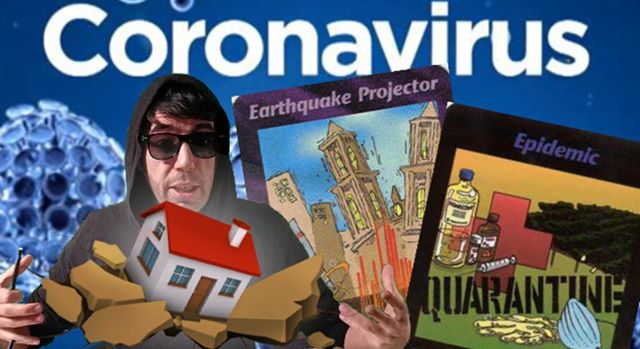 Coronavirus
Earthquake Projector
Epidemic
QUARANTINE